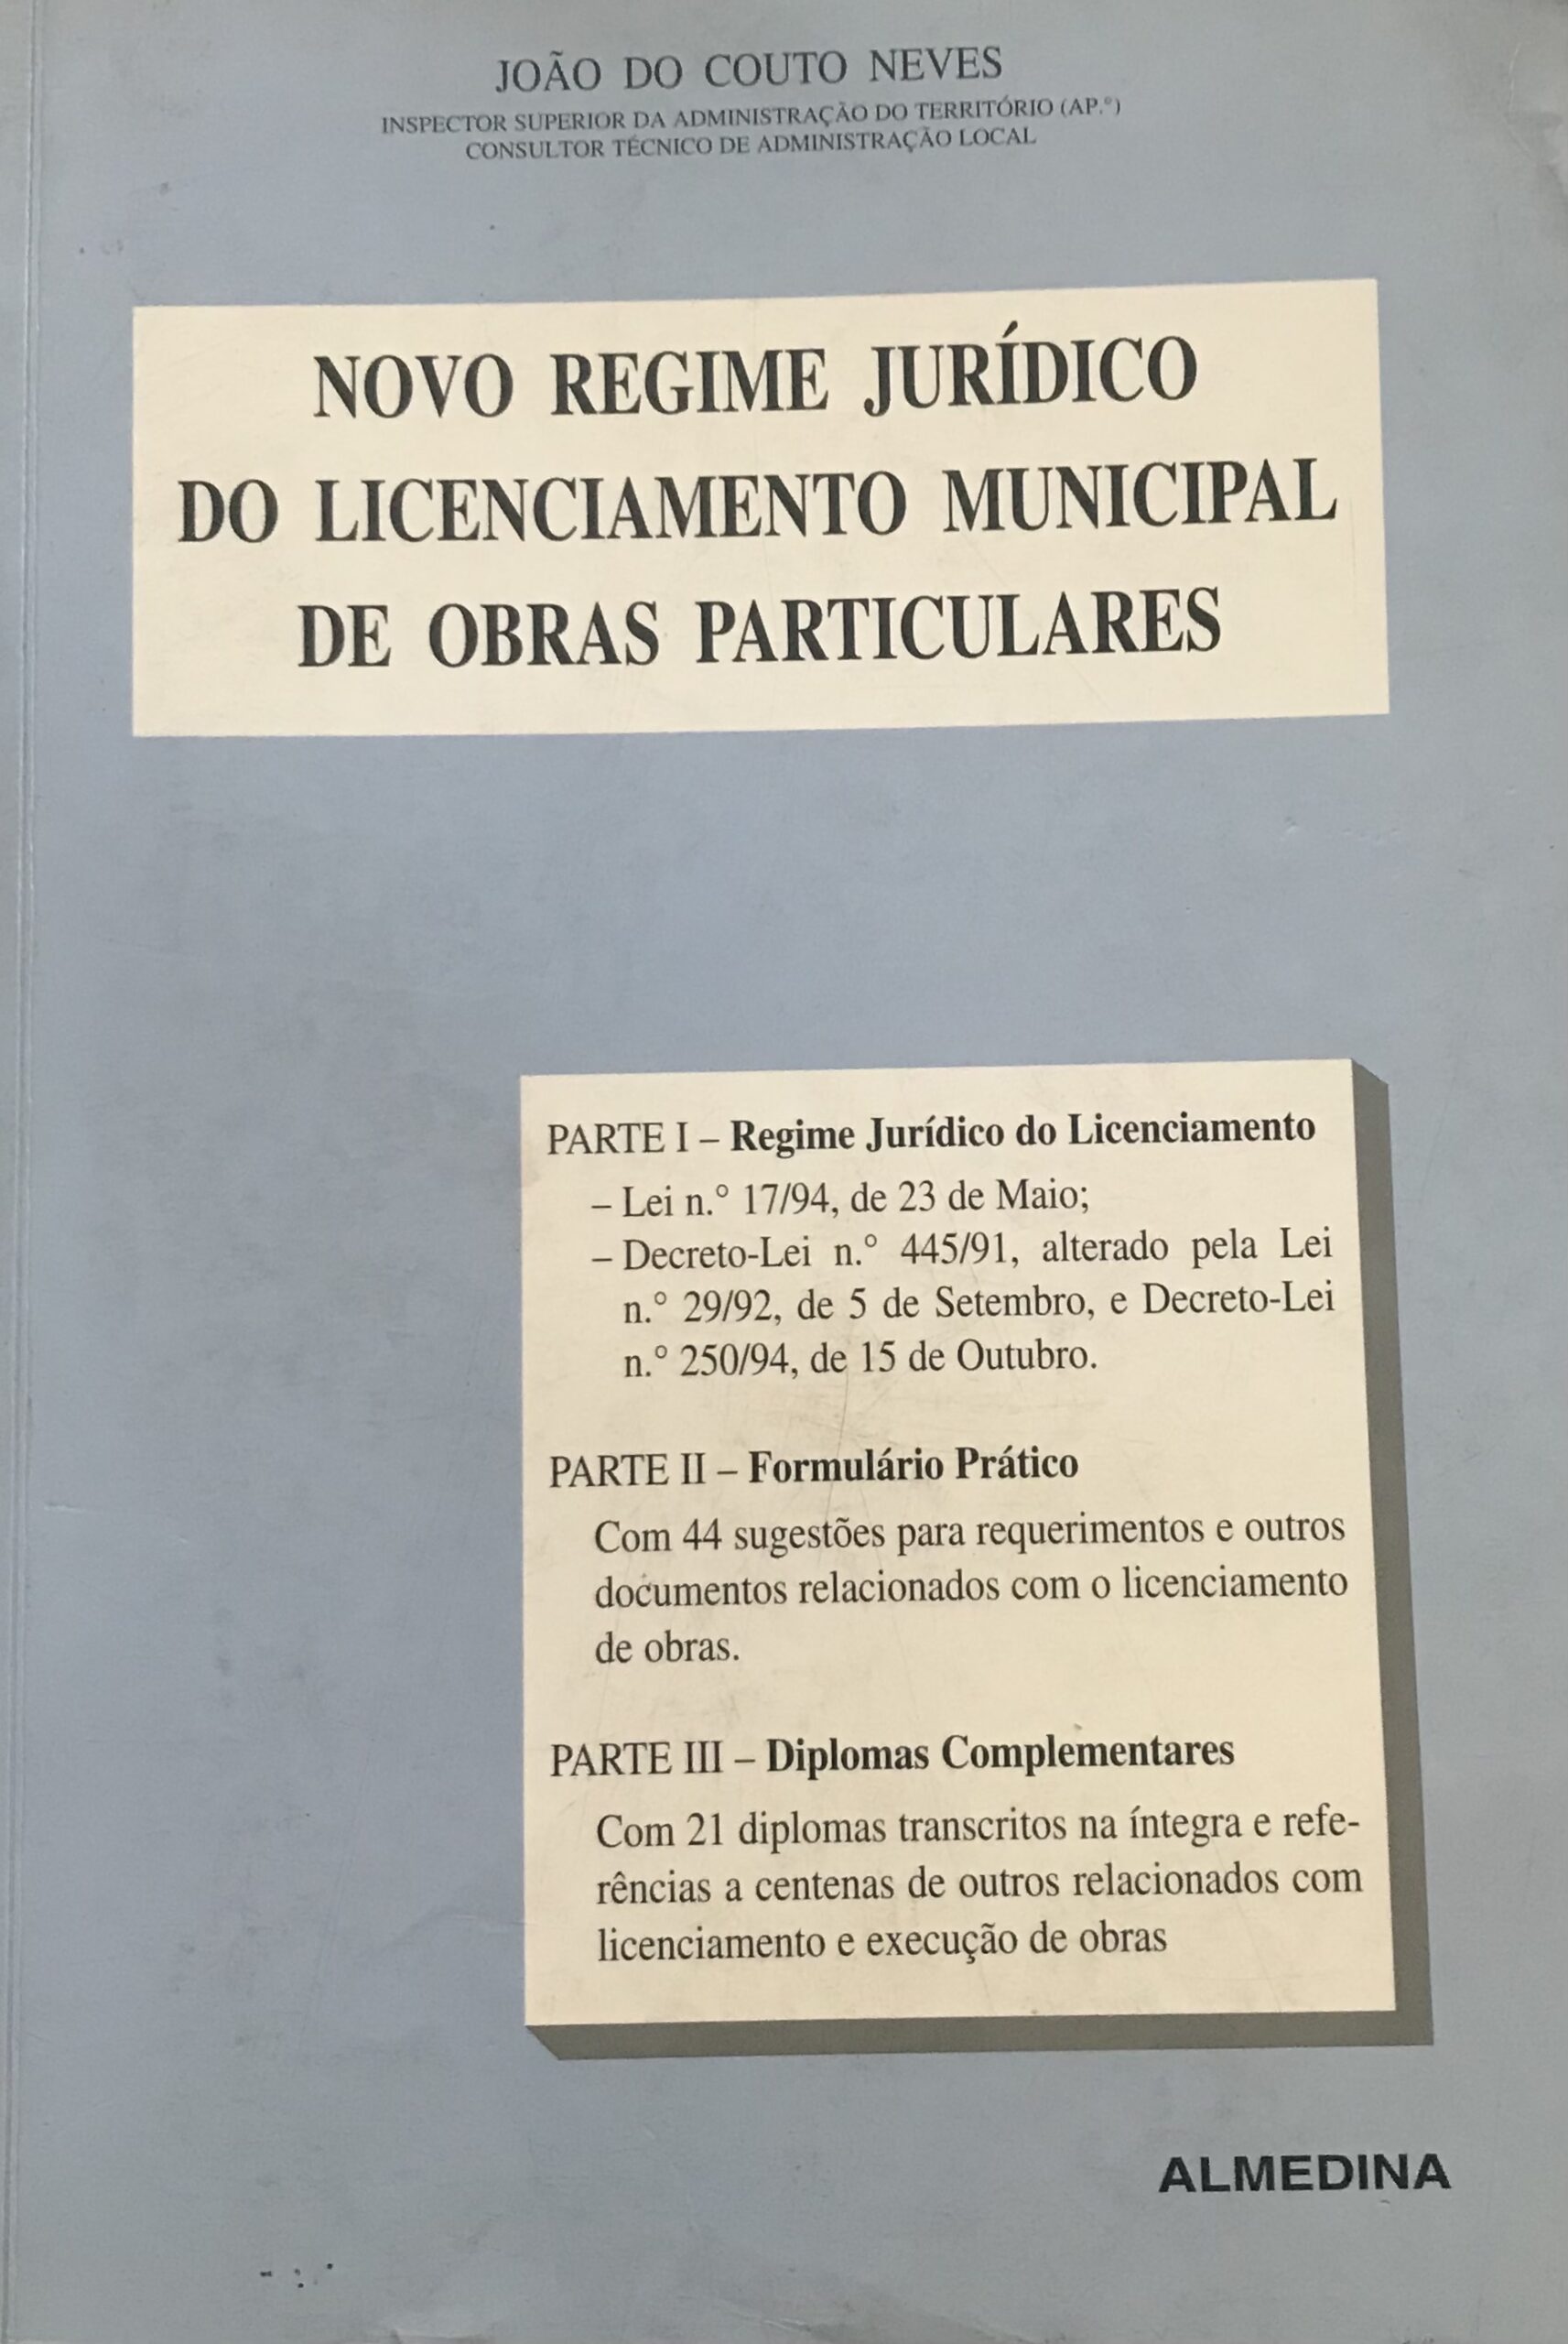 JOÃO DO COUTO NEVES
INSPECTOR SUPERIOR DA ADMINISTRAÇÃO DO TERRITÓRIO (AP.º)
CONSULTOR TÉCNICO DE ADMINISTRAÇÃO LOCAL
NOVO REGIME JURÍDICO
DO LICENCIAMENTO MUNICIPAL
DE OBRAS PARTICULARES
PARTE I – Regime Jurídico do Licenciamento
– Lei n.º 17/94, de 23 de Maio;
– Decreto-Lei n.º 445/91, alterado pela Lei
n.º 29/92, de 5 de Setembro, e Decreto-Lei
n.º 250/94, de 15 de Outubro.
PARTE II – Formulário Prático
Com 44 sugestões para requerimentos e outros
documentos relacionados com o licenciamento
de obras.
PARTE III – Diplomas Complementares
Com 21 diplomas transcritos na íntegra e refe-
rências a centenas de outros relacionados com
licenciamento e execução de obras
ALMEDINA